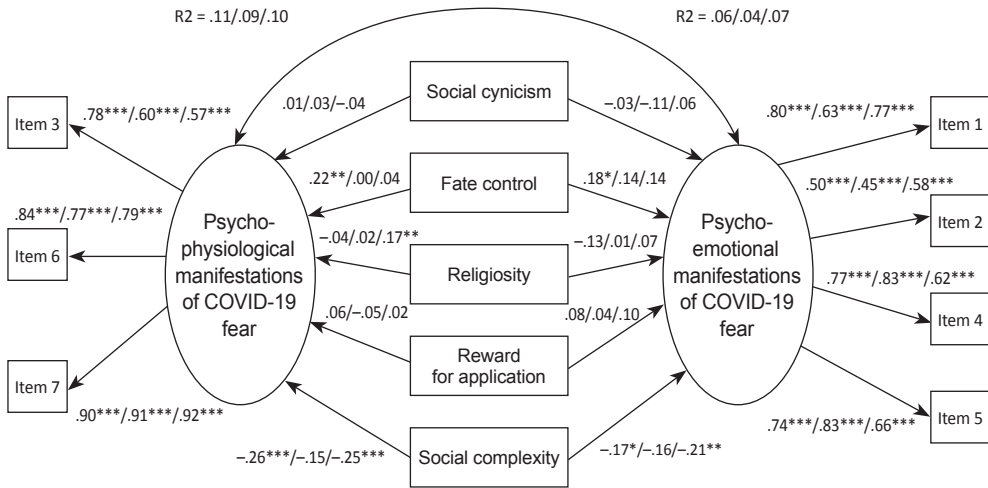 R2 = .11/.09/.10
R2 = .06/.04/.07
Social cynicism
.01/.03/–.04
–.03/–.11/.06
Item 3
.78***/.60***/.57***
.80***/.63***/.77***
Item 1
Fate control
.22**/.00/.04
.18*/.14/.14
.50***/.45***/.58***
Item 2
.84***/.77***/.79***
Item 6
Psycho-
physiological
manifestations
of COVID-19
fear
–.04/.02/.17**
Religiosity
–.13/.01/.07
Psycho-
emotional
manifestations
of COVID-19
fear
.77***/.83***/.62***
Item 4
.06/–.05/.02
Reward
for application
.08/.04/.10
Item 7
.90***/.91***/.92***
.74***/.83***/.66***
Item 5
–.26***/–.15/–.25***
Social complexity
–.17*/–.16/–.21**